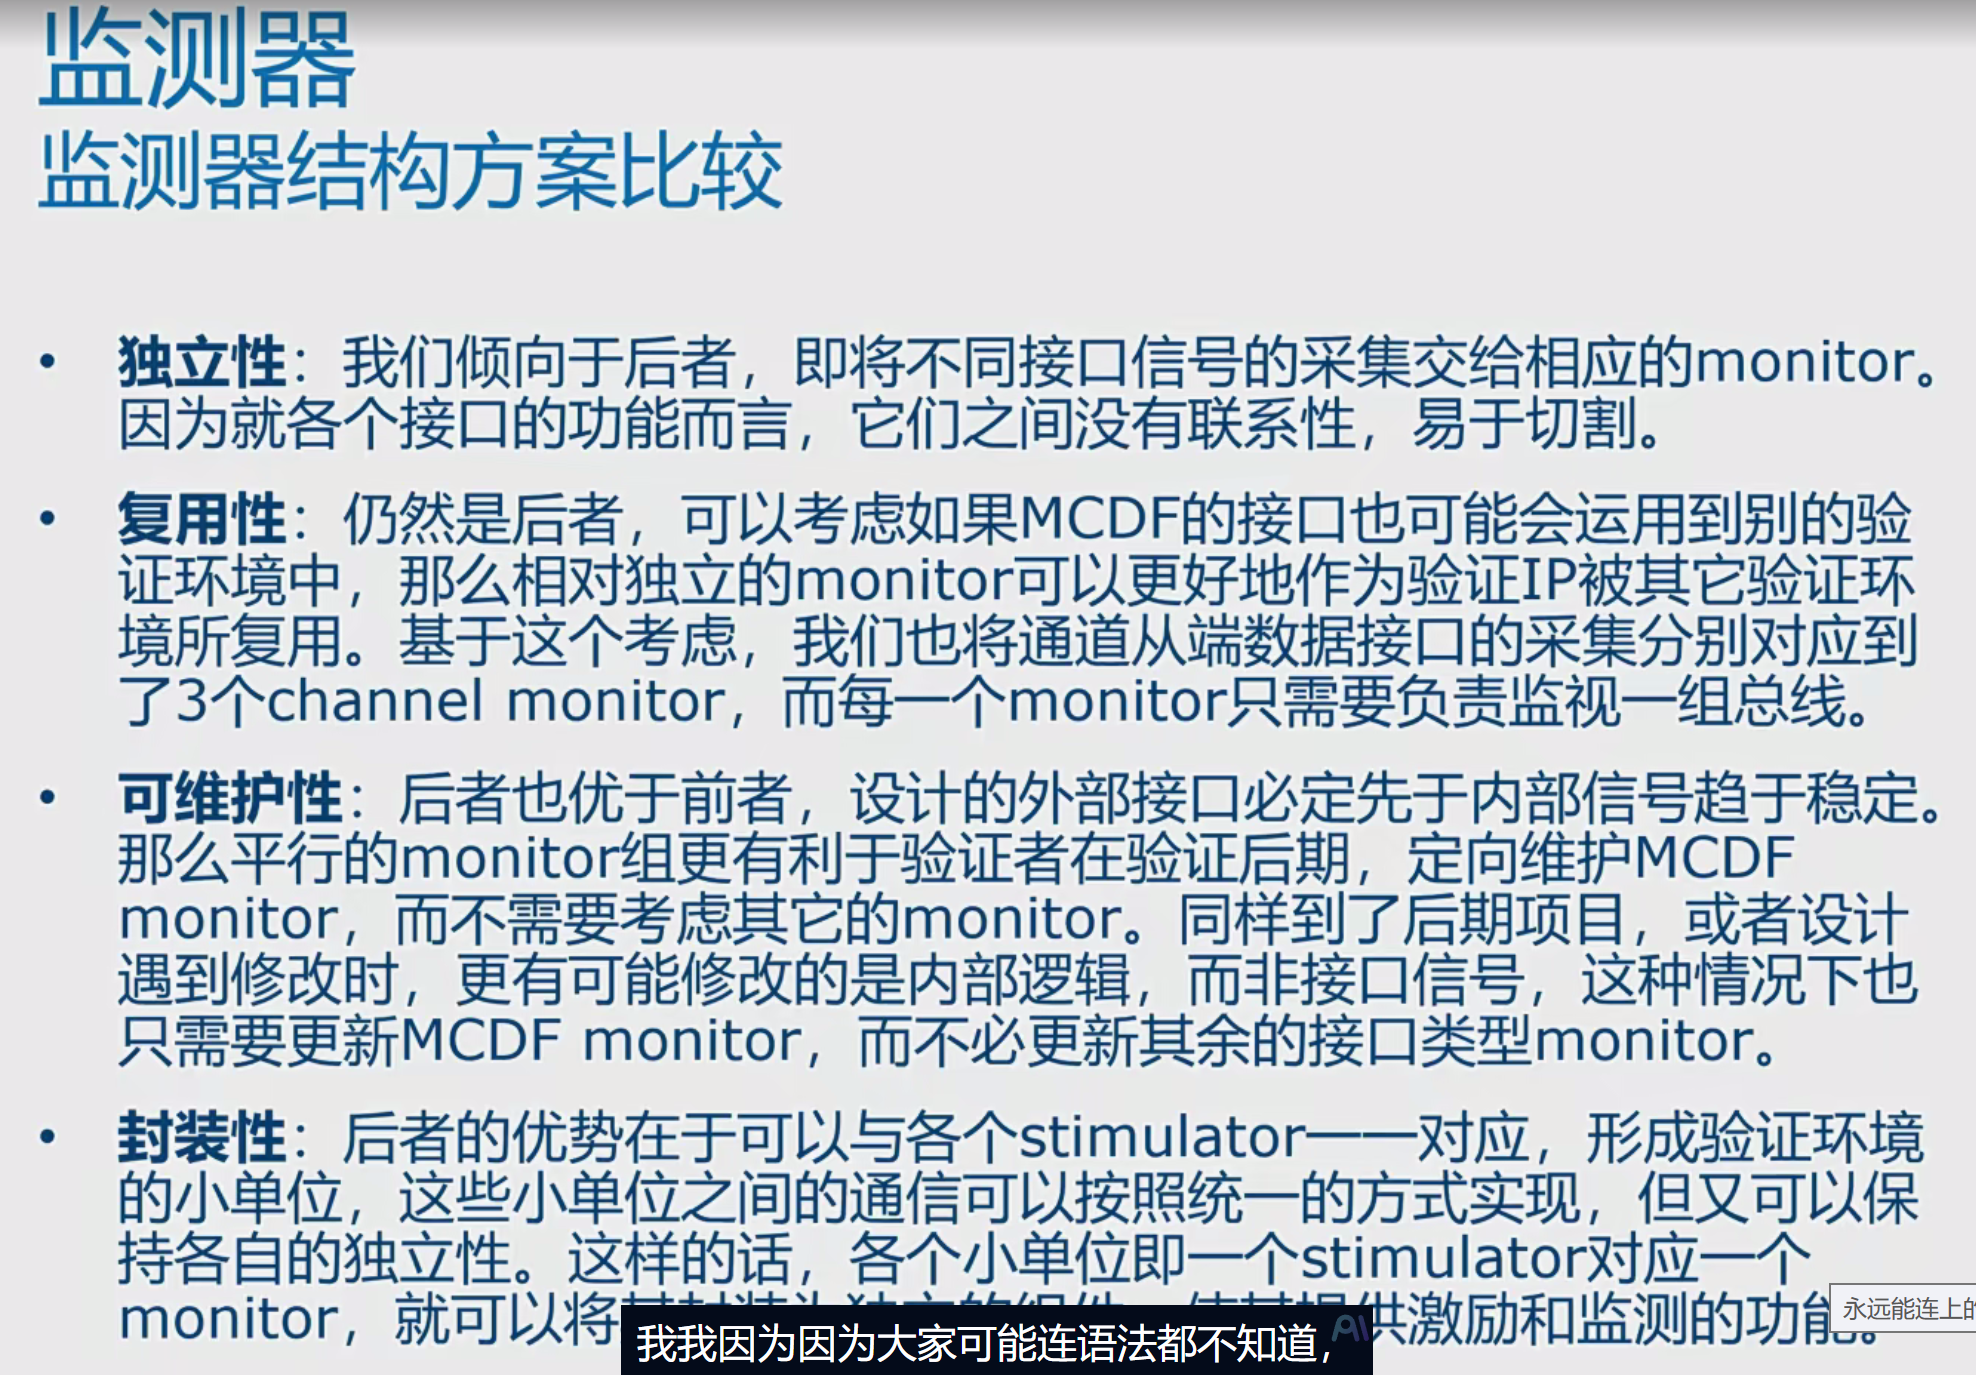 监测器
监测器结构方案比较
• 独立性：我们倾向于后者，即将不同接口信号的采集交给相应的monitor。
因为就各个接口的功能而言，它们之间没有联系性，易于切割。
• 复用性：仍然是后者，可以考虑如果MCDF的接口也可能会运用到别的验
证环境中，那么相对独立的monitor可以更好地作为验证IP被其它验证环
境所复用。基于这个考虑，我们也将通道从端数据接口的采集分别对应到
了3个channel monitor，而每一个monitor只需要负责监视一组总线。
• 可维护性：后者也优于前者，设计的外部接口必定先于内部信号趋于稳定。
那么平行的monitor组更有利于验证者在验证后期，定向维护MCDF
monitor，而不需要考虑其它的monitor。同样到了后期项目，或者设计
遇到修改时，更有可能修改的是内部逻辑，而非接口信号，这种情况下也
只需要更新MCDF monitor，而不必更新其余的接口类型monitor。
• 封装性：后者的优势在于可以与各个stimulator一一对应，形成验证环境
的小单位，这些小单位之间的通信可以按照统一的方式实现，但又可以保
持各自的独立性。这样的话，各个小单位即一个stimulator对应一个
monitor，就可以将 供激励和监测的功能。
永远能连上的
我我因为因为大家可能连语法都不知道，
AI